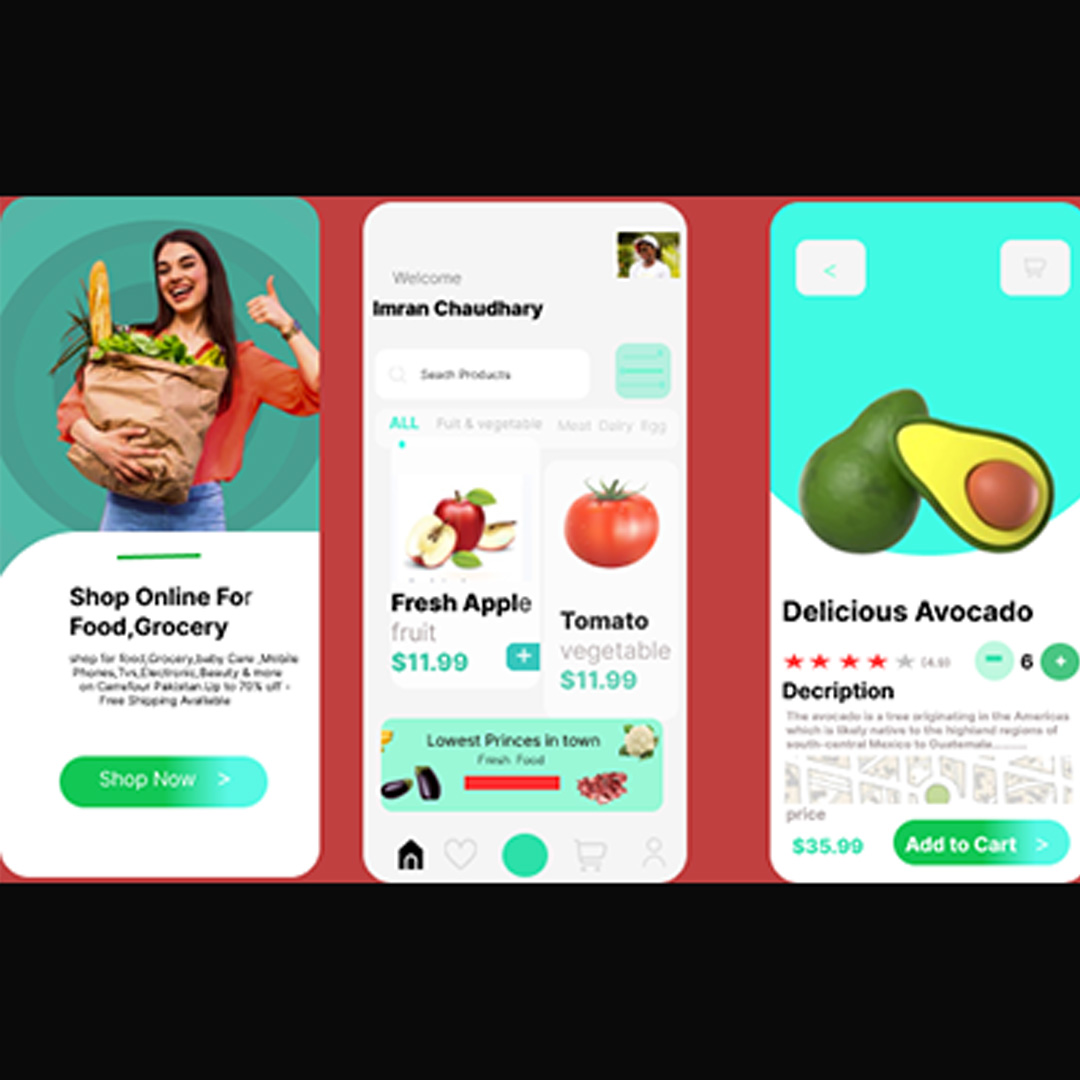 Shop Online For
Food,Grocery
shop for food,Grocery,baby Care ,Mobile
Phones,Tvs,Electronic,Beauty & more
on Carrefour Pakistan.Up to 70% off -
Free Shipping Available
Shop Now >
Welcome
Imran Chaudhary
Seach Products
ALL Fuit & vegetable Meat Dairy Egg
Fresh Apple
fruit
$11.99
+
Tomato
vegetable
$11.99
Lowest Princes in town
Fresh Food
<
Delicious Avocado
(4.9)
- 6 +
Decription
The avocado is a tree originating in the Americas
which is likely native to the highland regions of
south-central Mexico to Guatemala..........
price
$35.99
Add to Cart >